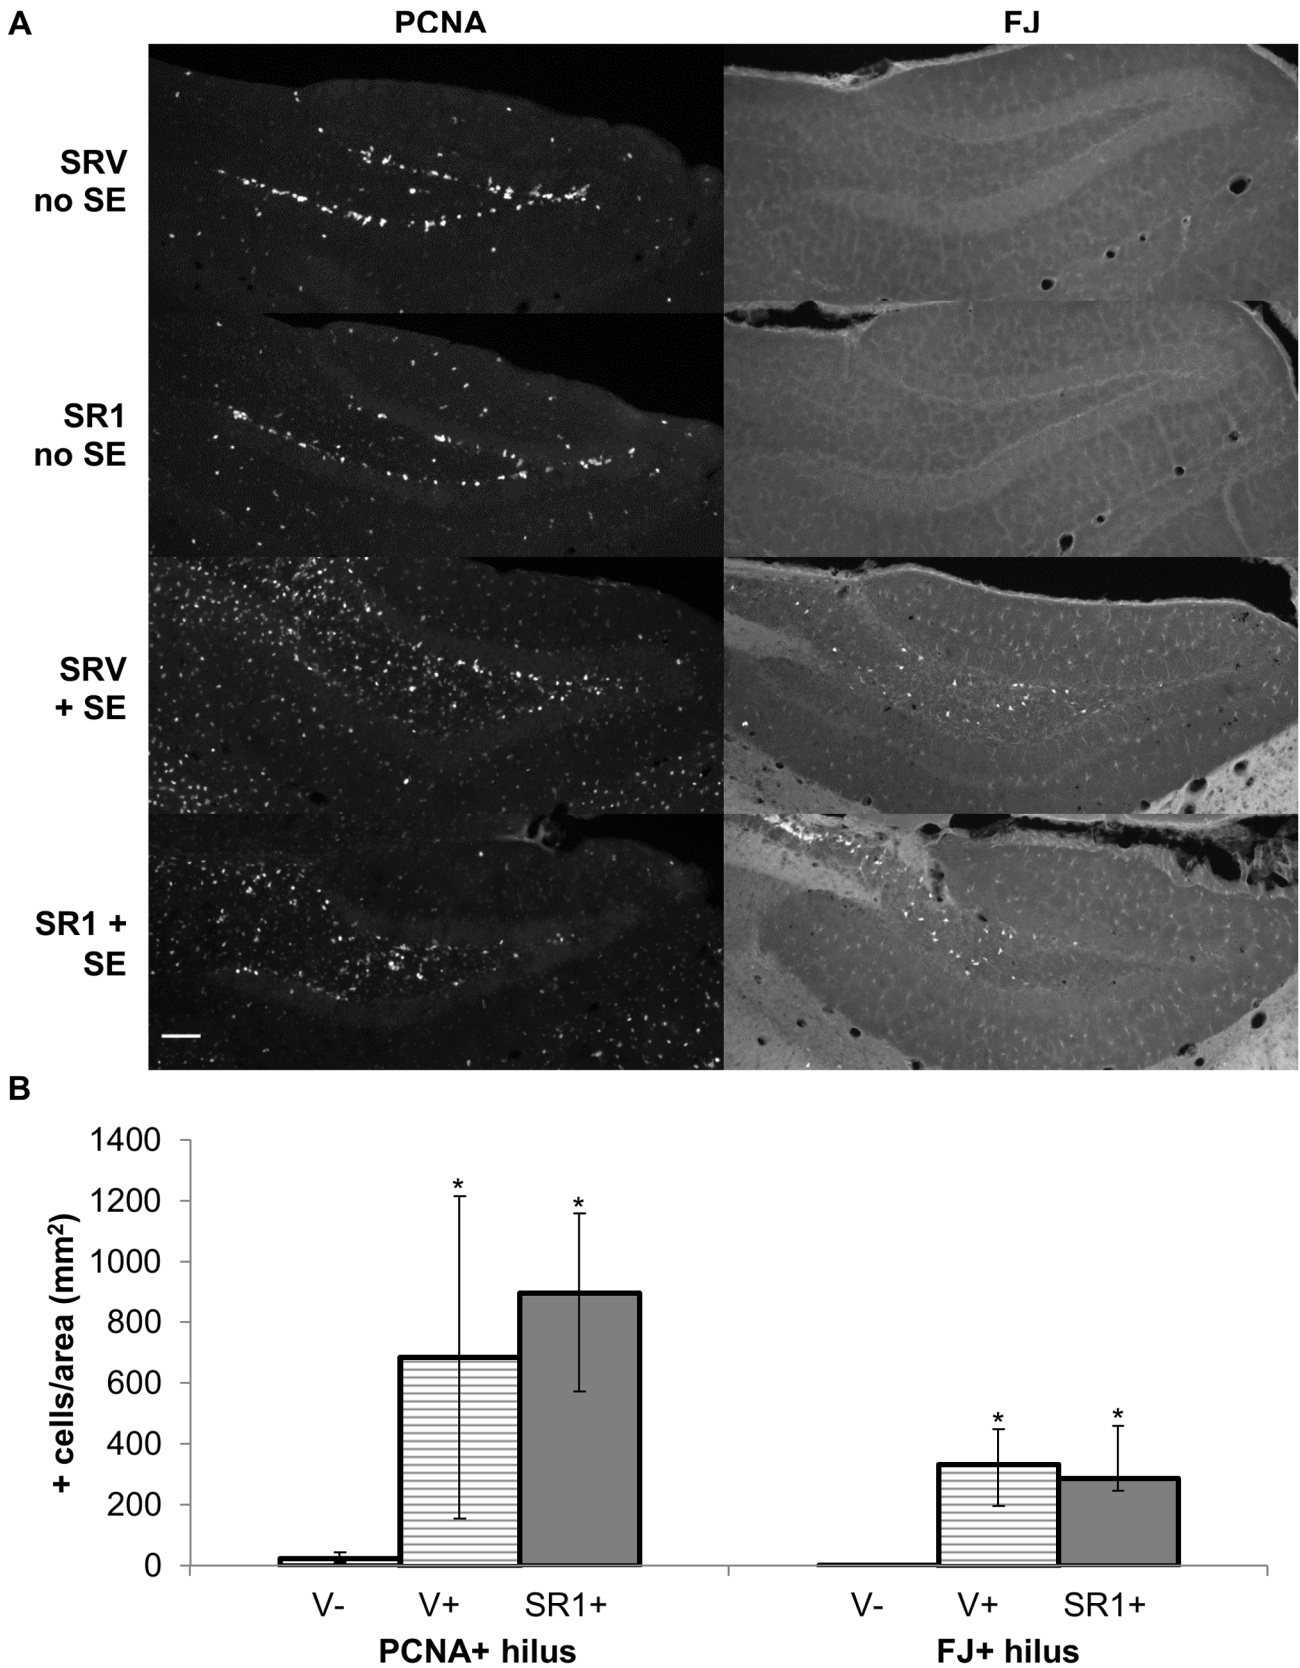 A
PCNA
FJ
SRV
no SE
SR1
no SE
SRV
+ SE
SR1 +
SE
B
+ cells/area (mm²)
1400
1200
1000
800
600
400
200
0
*
*
*
*
V-
V+
SR1+
V-
V+
SR1+
PCNA+ hilus
FJ+ hilus